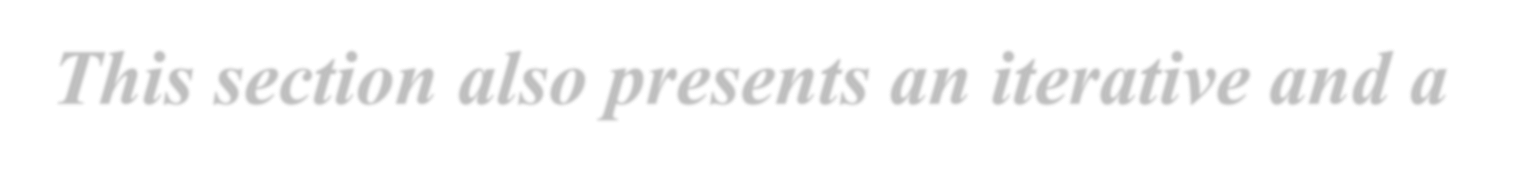 This section also presents an iterative and a